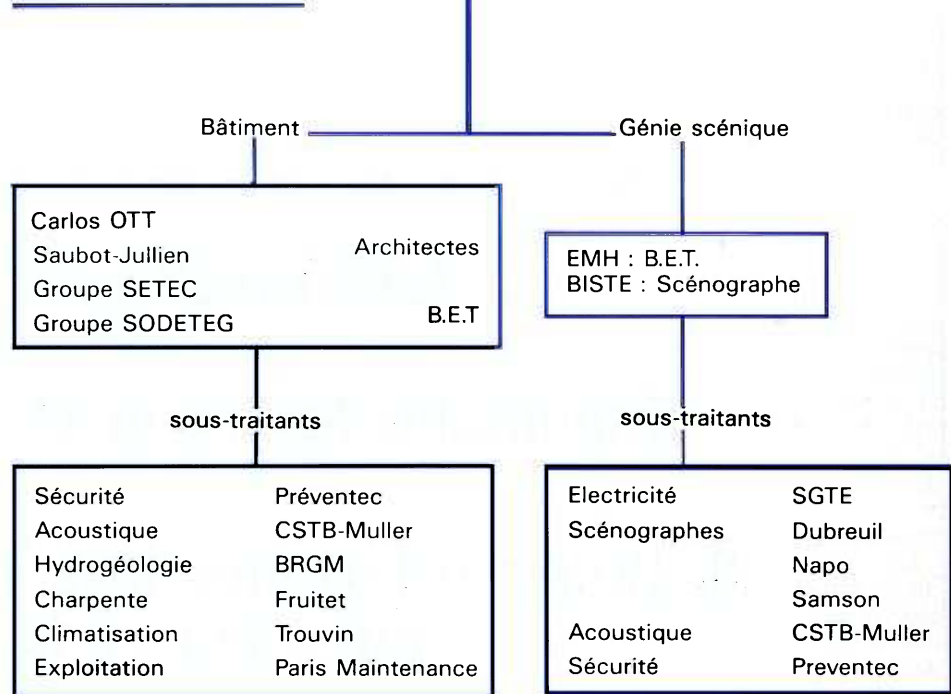 Bâtiment
Génie scénique
Carlos OTT
Saubot-Jullien
Architectes
Groupe SETEC
Groupe SODETEG
B.E.T
EMH : B.E.T.
BISTE : Scénographe
sous-traitants
sous-traitants
Sécurité Préventec
Acoustique CSTB-Muller
Hydrogéologie BRGM
Charpente Fruitet
Climatisation Trouvin
Exploitation Paris Maintenance
Electricité SGTE
Scénographes Dubreuil
Napo
Samson
Acoustique CSTB-Muller
Sécurité Preventec